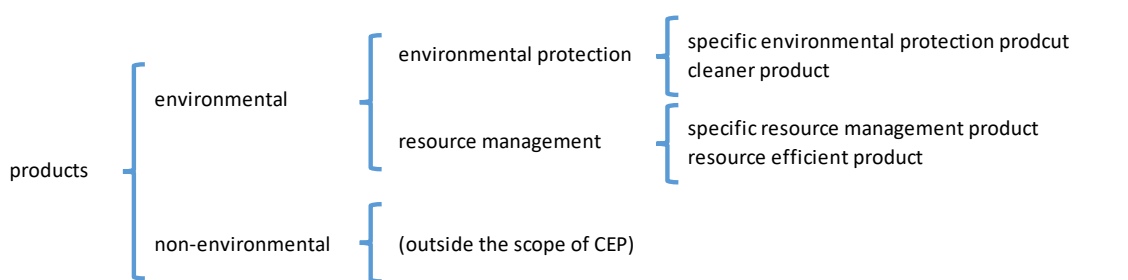 specific environmental protection prodcut
environmental protection
cleaner product
environmental
specific resource management product
resource management
resource efficient product
products
non-environmental
(outside the scope of CEP)